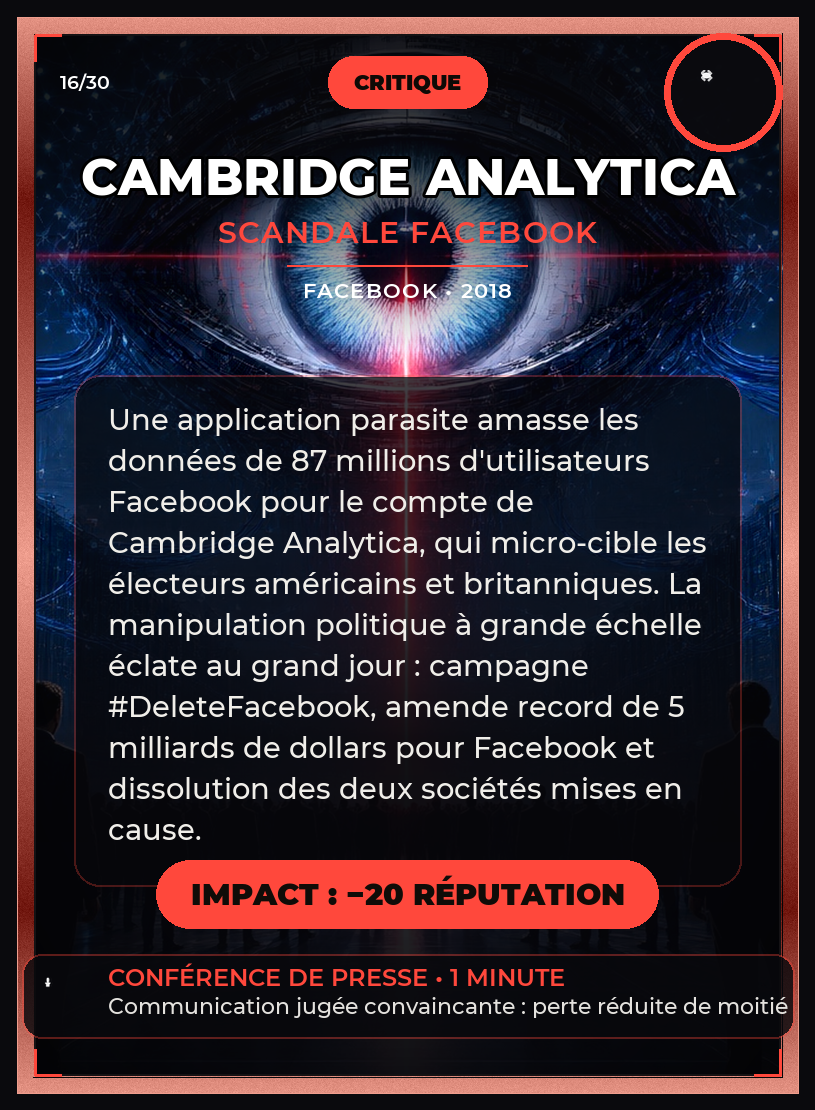 16/30
CRITIQUE
CAMBRIDGE ANALYTICA
SCANDALE FACEBOOK
FACEBOOK • 2018
Une application parasite amasse les
données de 87 millions d'utilisateurs
Facebook pour le compte de
Cambridge Analytica, qui micro-cible les
électeurs américains et britanniques. La
manipulation politique à grande échelle
éclate au grand jour : campagne
#DeleteFacebook, amende record de 5
milliards de dollars pour Facebook et
dissolution des deux sociétés mises en
cause.
IMPACT : −20 RÉPUTATION
CONFÉRENCE DE PRESSE • 1 MINUTE
Communication jugée convaincante : perte réduite de moitié